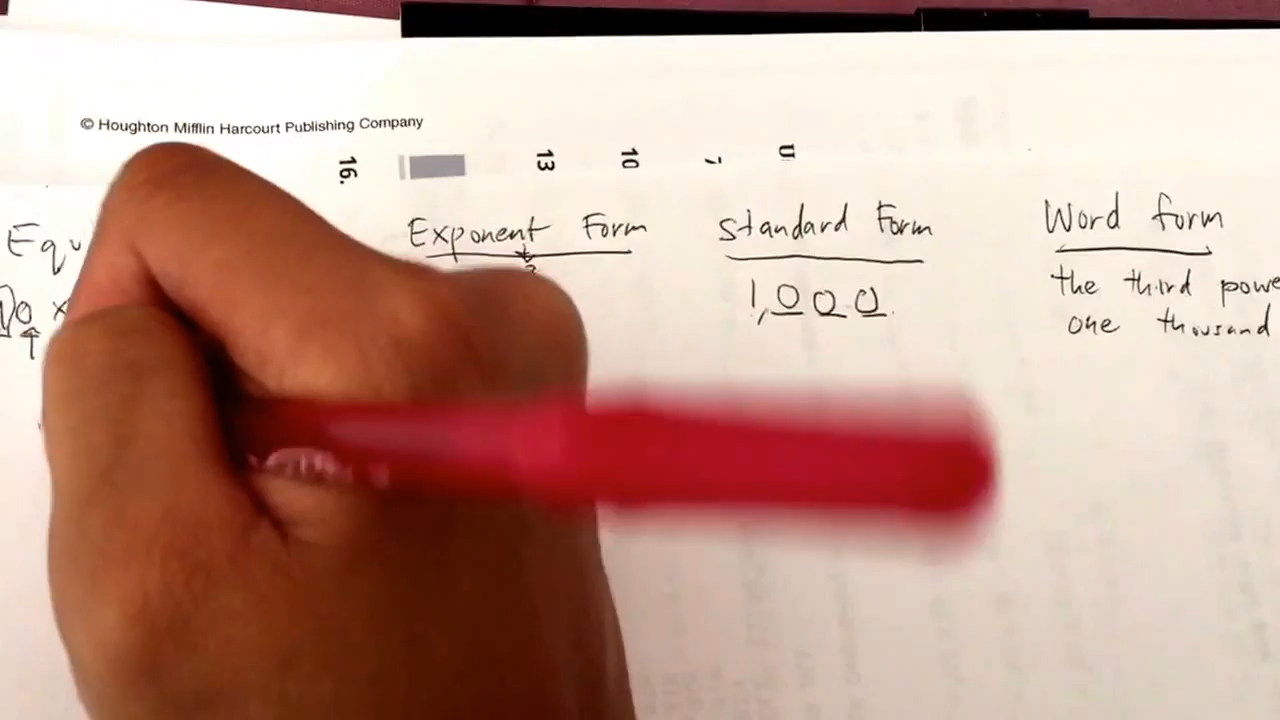 © Houghton Mifflin Harcourt Publishing Company
16. 13 10
Exponent Form Standard Form Word form
1,000 the third
one thousand